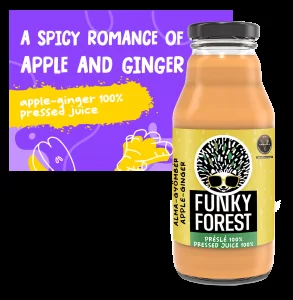 A SPICY ROMANCE OF
APPLE AND GINGER
apple-ginger 100%
pressed juice
ALMA-GYÖMBÉR
APPLE-GINGER
FUNKY
FOREST
PRÉSLÉ 100%
PRESSED JUICE 100%